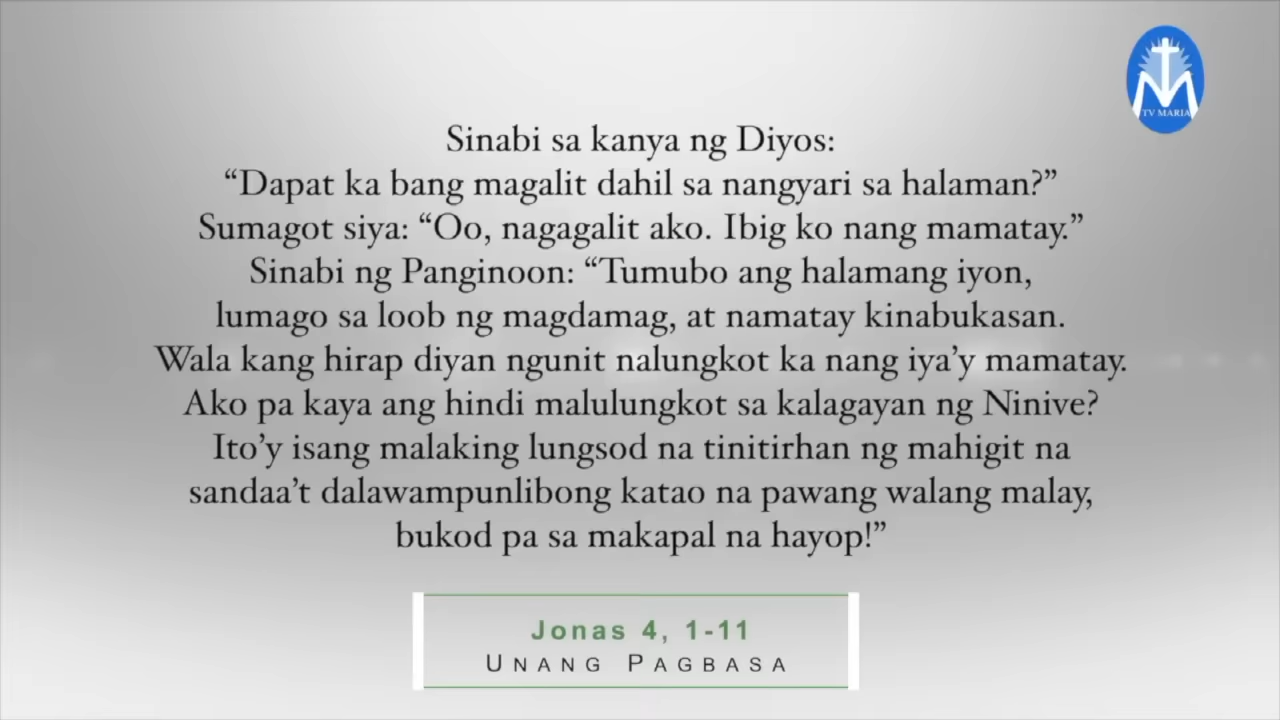 TV MARIA
Sinabi sa kanya ng Diyos:
“Dapat ka bang magalit dahil sa nangyari sa halaman?”
Sumagot siya: “Oo, nagagalit ako. Ibig ko nang mamatay.”
Sinabi ng Panginoon: “Tumubo ang halamang iyon,
lumago sa loob ng magdamag, at namatay kinabukasan.
Wala kang hirap diyan ngunit nalungkot ka nang iya’y mamatay.
Ako pa kaya ang hindi malulungkot sa kalagayan ng Ninive?
Ito’y isang malaking lungsod na tinitirhan ng mahigit na
sandaa’t dalawampunlibong katao na pawang walang malay,
bukod pa sa makapal na hayop!”
Jonas 4, 1-11
UNANG PAGBASA